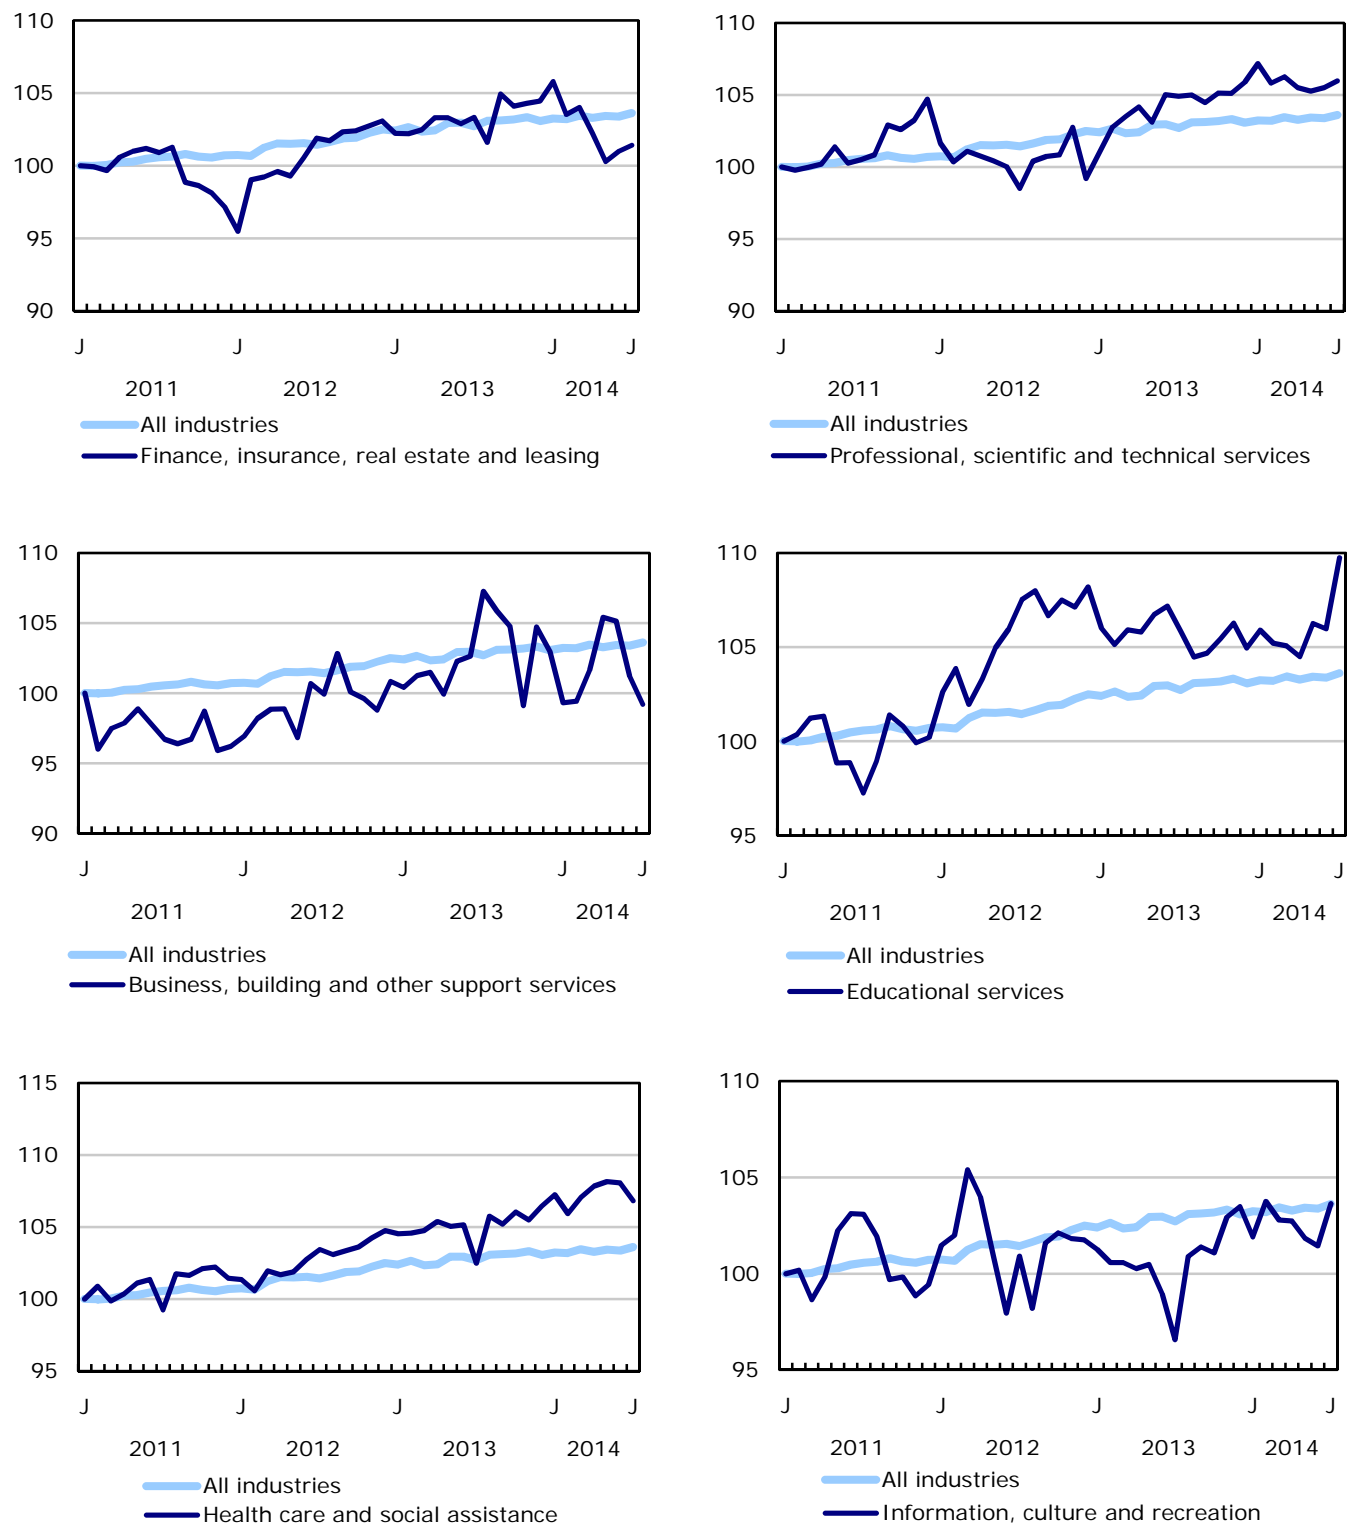 110
105
100
95
90
J J J J J
2011 2012 2013 2014
All industries
Finance, insurance, real estate and leasing
110
105
100
95
90
J J J J J
2011 2012 2013 2014
All industries
Professional, scientific and technical services
110
105
100
95
90
J J J J J
2011 2012 2013 2014
All industries
Business, building and other support services
110
105
100
95
J J J J J
2011 2012 2013 2014
All industries
Educational services
115
110
105
100
95
J J J J J
2011 2012 2013 2014
All industries
Health care and social assistance
110
105
100
95
J J J J J
2011 2012 2013 2014
All industries
Information, culture and recreation